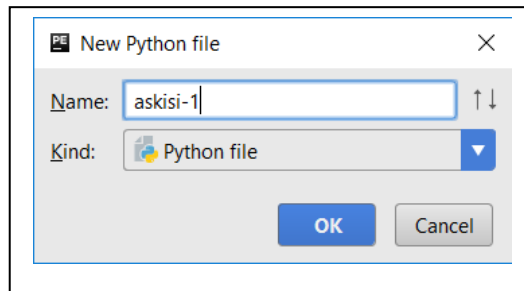 PE New Python file
Name: askisi-1
Kind: Python file
OK Cancel